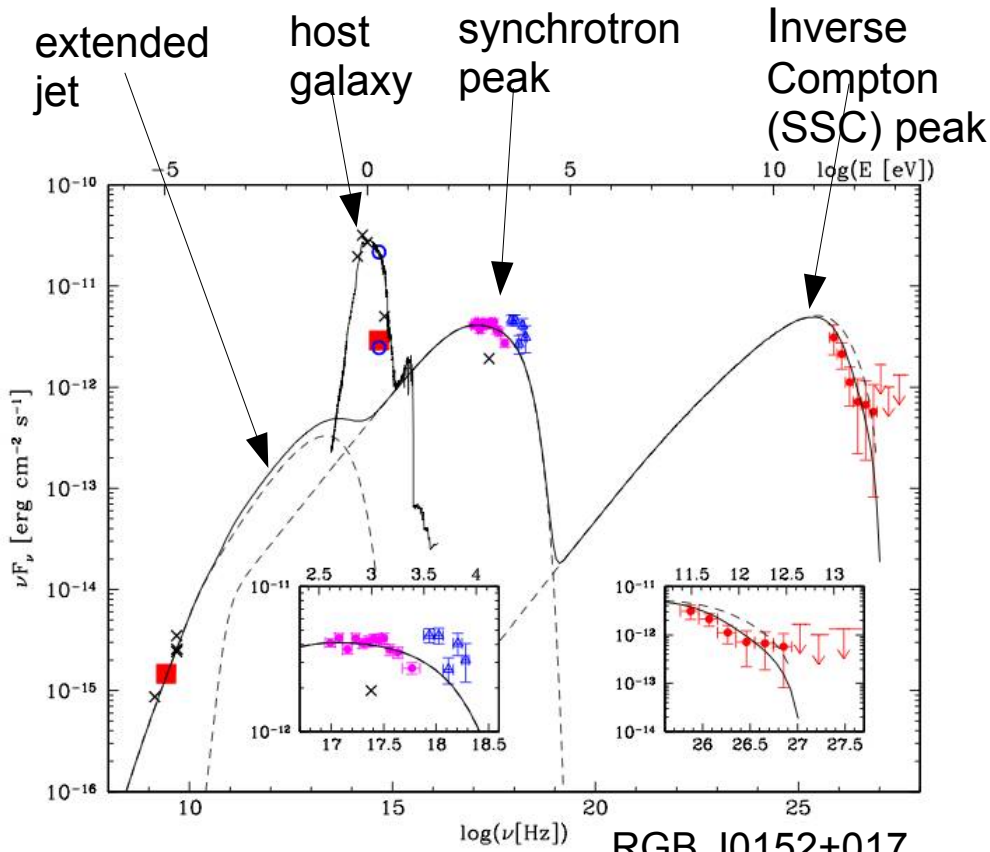 extended
jet
host
galaxy
synchrotron
peak
Inverse
Compton
(SSC) peak
−5 0 5 10 log(E [eV])
10⁻¹⁰
10⁻¹¹
10⁻¹²
10⁻¹³
10⁻¹⁴
10⁻¹⁵
10⁻¹⁶
νFν [erg cm⁻² s⁻¹]
2.5 3 3.5 4
10⁻¹¹
10⁻¹²
17 17.5 18 18.5
11.5 12 12.5 13
10⁻¹¹
10⁻¹²
10⁻¹³
10⁻¹⁴
26 26.5 27 27.5
10 15 20 25
log(ν[Hz])
RGB J0152+017